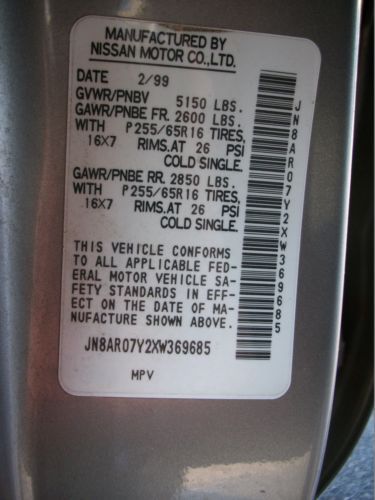 MANUFACTURED BY
NISSAN MOTOR CO.,LTD.
DATE 2/99
GVWR/PNBV 5150 LBS.
GAWR/PNBE FR. 2600 LBS.
WITH P255/65R16 TIRES,
16X7 RIMS.AT 26 PSI
COLD SINGLE.
GAWR/PNBE RR. 2850 LBS.
WITH P255/65R16 TIRES,
16X7 RIMS.AT 26 PSI
COLD SINGLE.
THIS VEHICLE CONFORMS
TO ALL APPLICABLE FED-
ERAL MOTOR VEHICLE SA-
FETY STANDARDS IN EFF-
ECT ON THE DATE OF MA-
NUFACTURE SHOWN ABOVE.
JN8AR07Y2XW369685
MPV
JN8AR07Y2XW369685